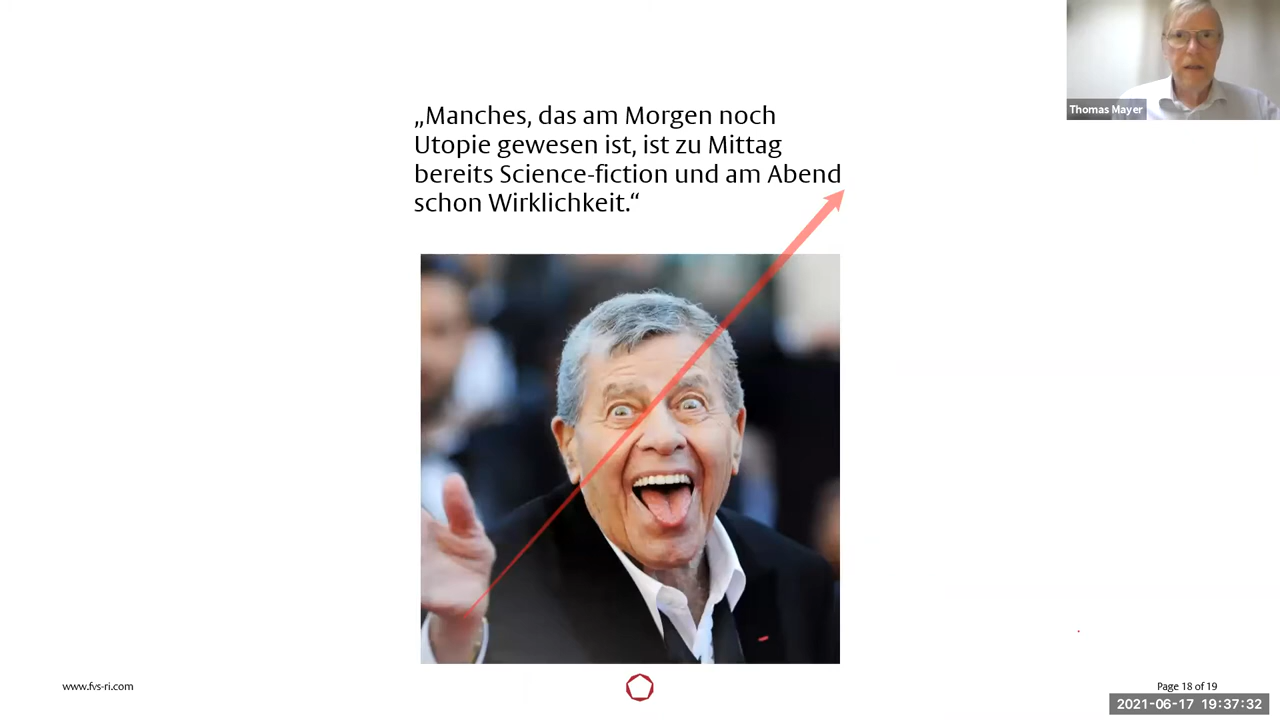 Thomas Mayer
„Manches, das am Morgen noch
Utopie gewesen ist, ist zu Mittag
bereits Science-fiction und am Abend
schon Wirklichkeit.“
www.fvs-ri.com
Page 18 of 19
2021-06-17 19:37:32